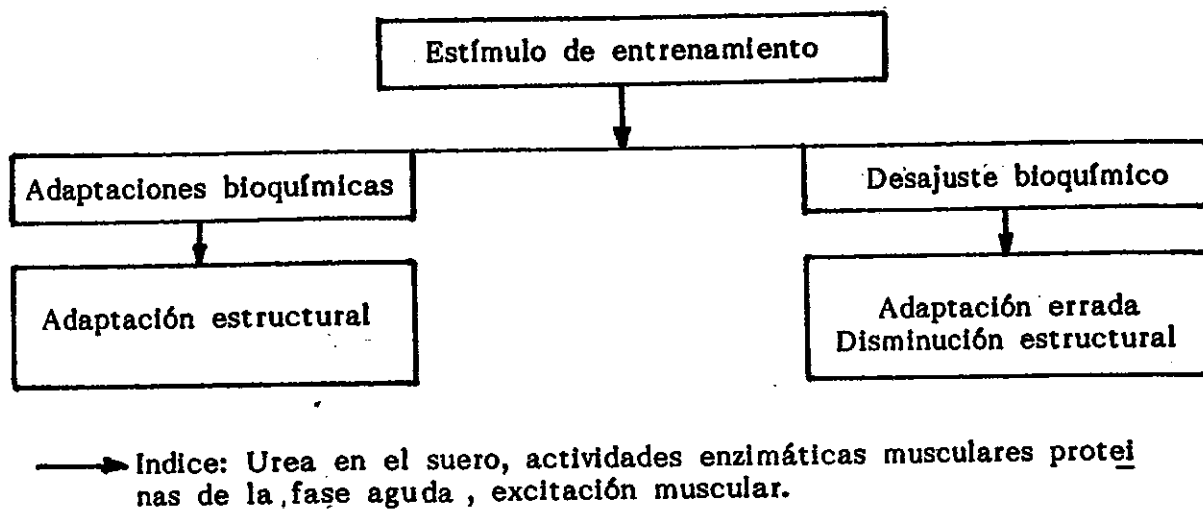 Estímulo de entrenamiento
Adaptaciones bioquímicas
Desajuste bioquímico
Adaptación estructural
Adaptación errada
Disminución estructural
Indice: Urea en el suero, actividades enzimáticas musculares protei
nas de la fase aguda , excitación muscular.